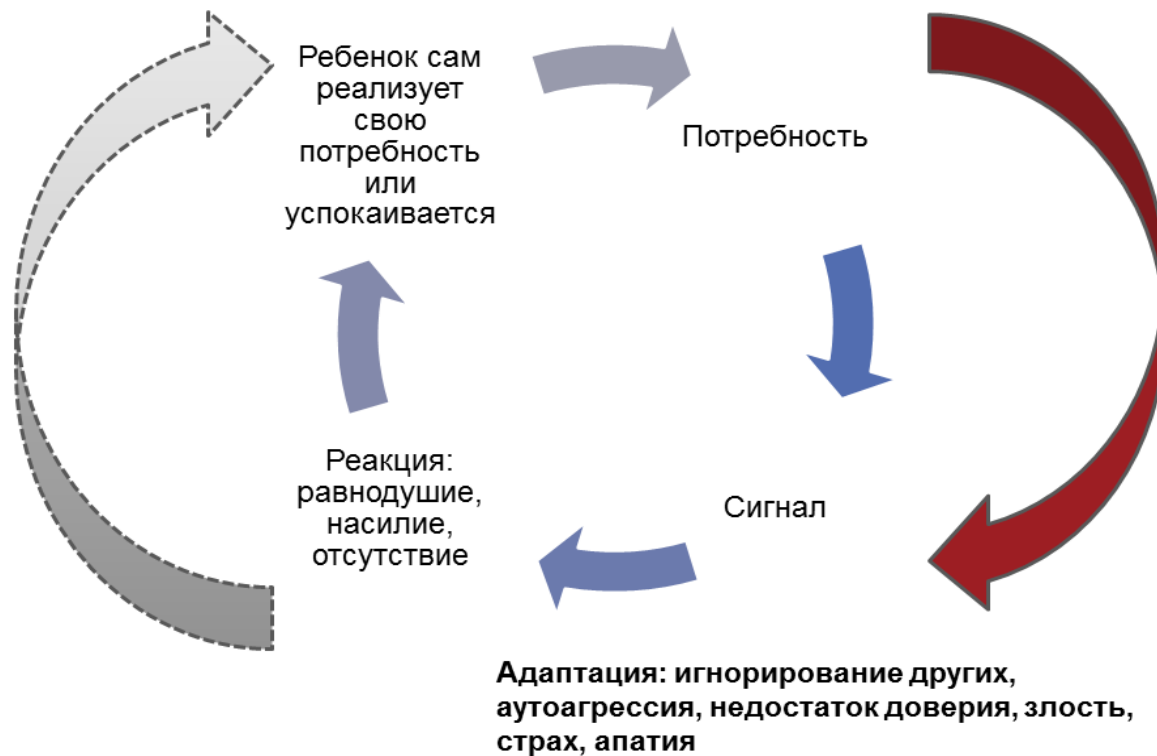 Ребенок сам
реализует
свою
потребность
или
успокаивается
Потребность
Реакция:
равнодушие,
насилие,
отсутствие
Сигнал
Адаптация: игнорирование других,
аутоагрессия, недостаток доверия, злость,
страх, апатия